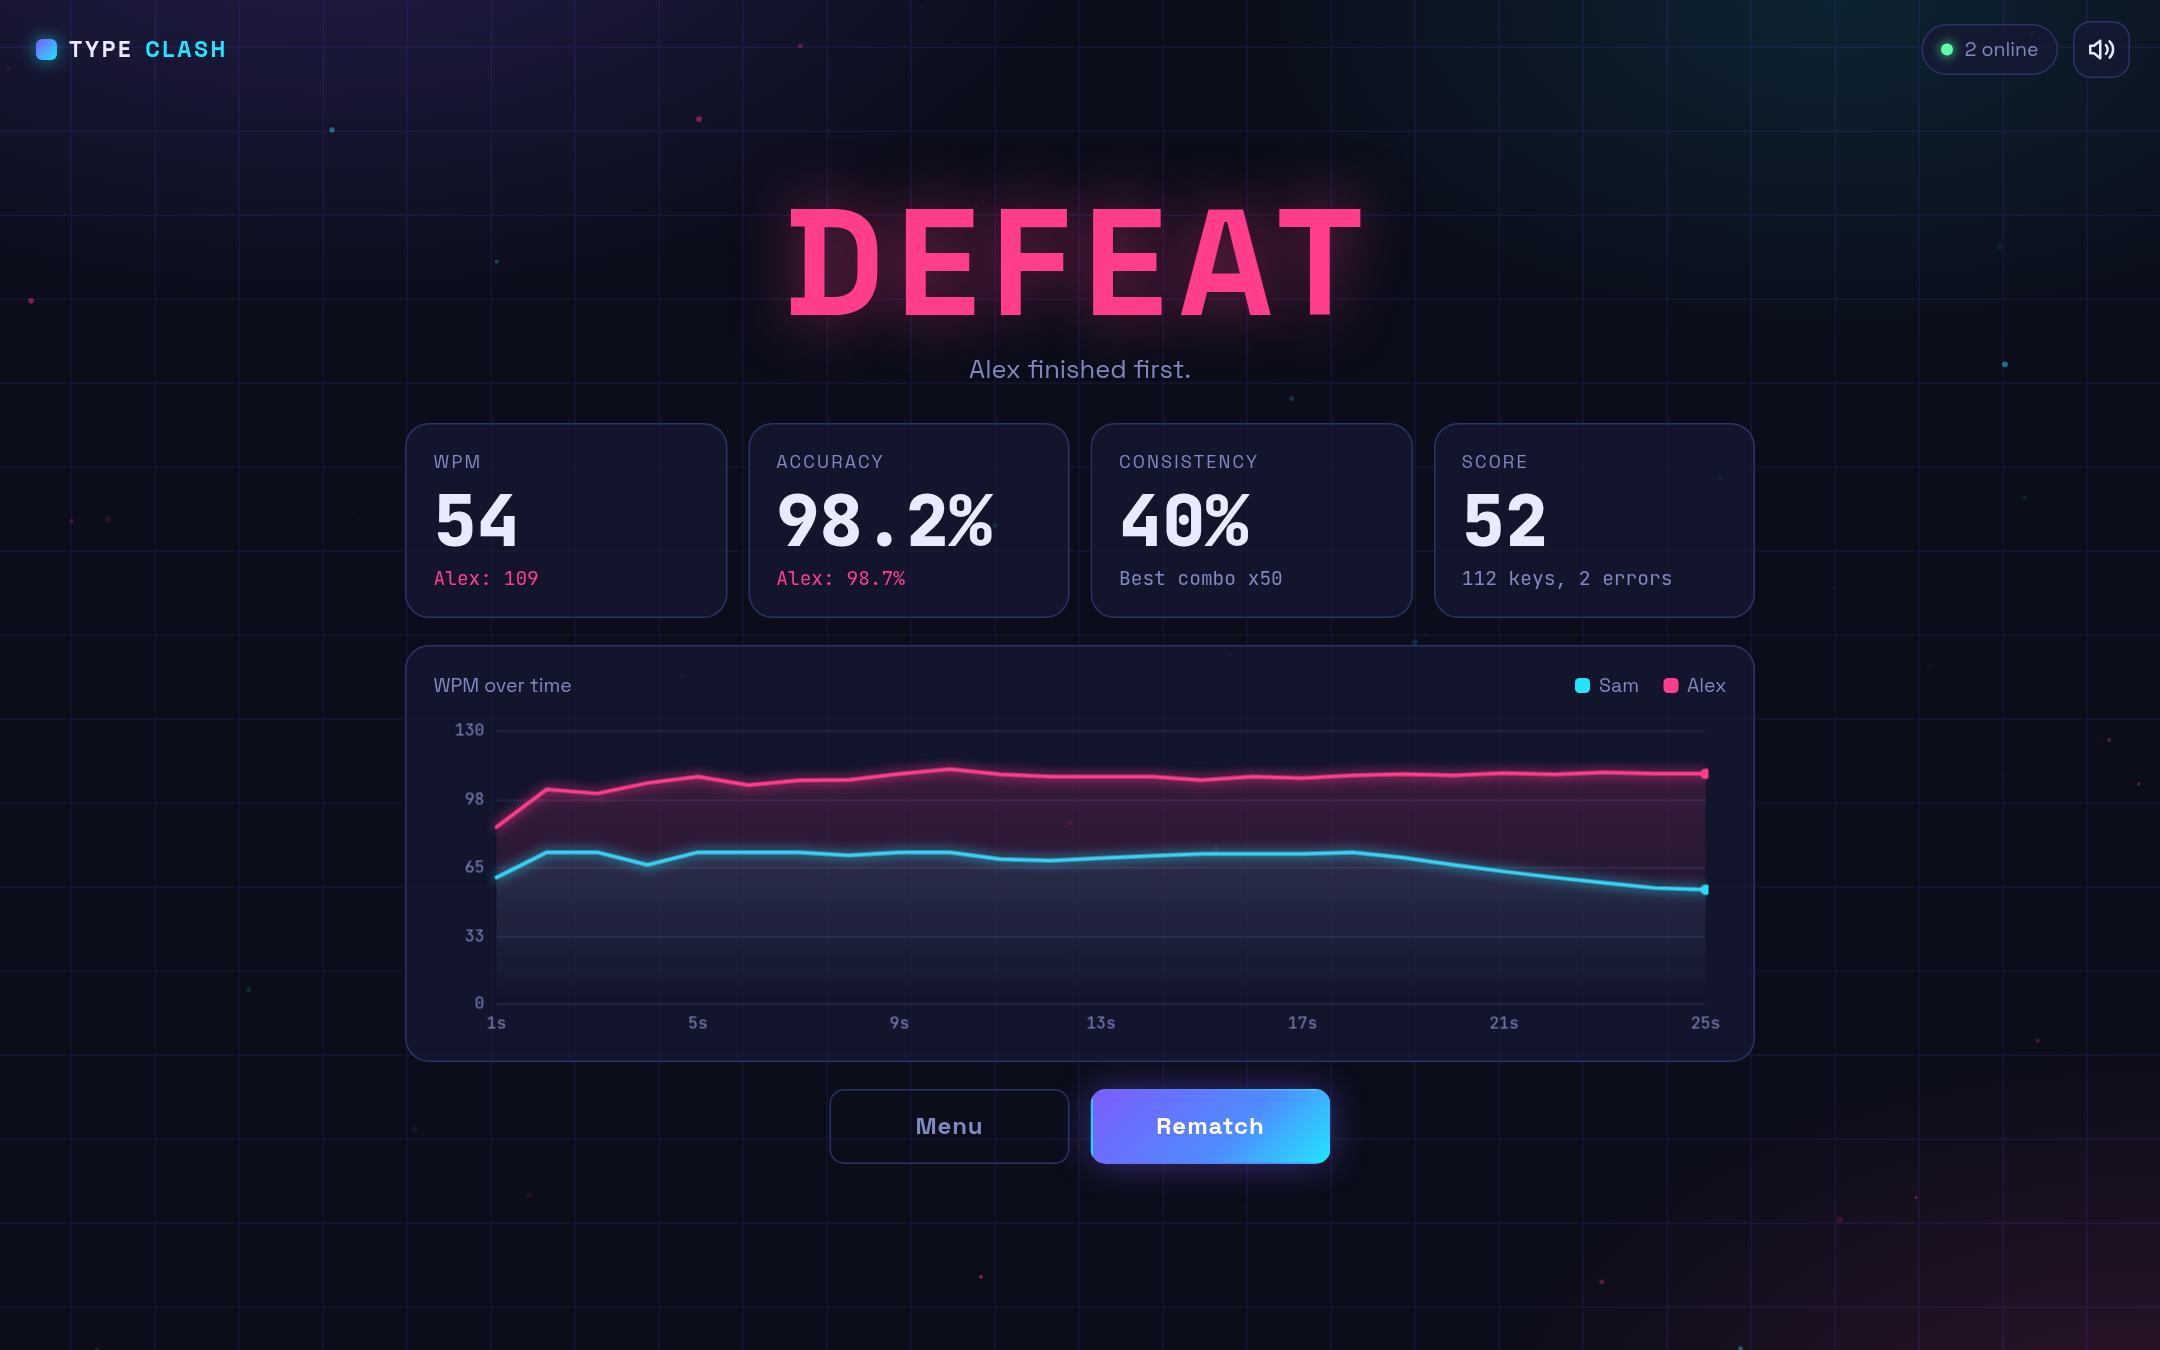 TYPE CLASH
2 online
DEFEAT
Alex finished first.
WPM
54
Alex: 109
ACCURACY
98.2%
Alex: 98.7%
CONSISTENCY
40%
Best combo x50
SCORE
52
112 keys, 2 errors
WPM over time
Sam
Alex
130
98
65
33
0
1s 5s 9s 13s 17s 21s 25s
Menu
Rematch